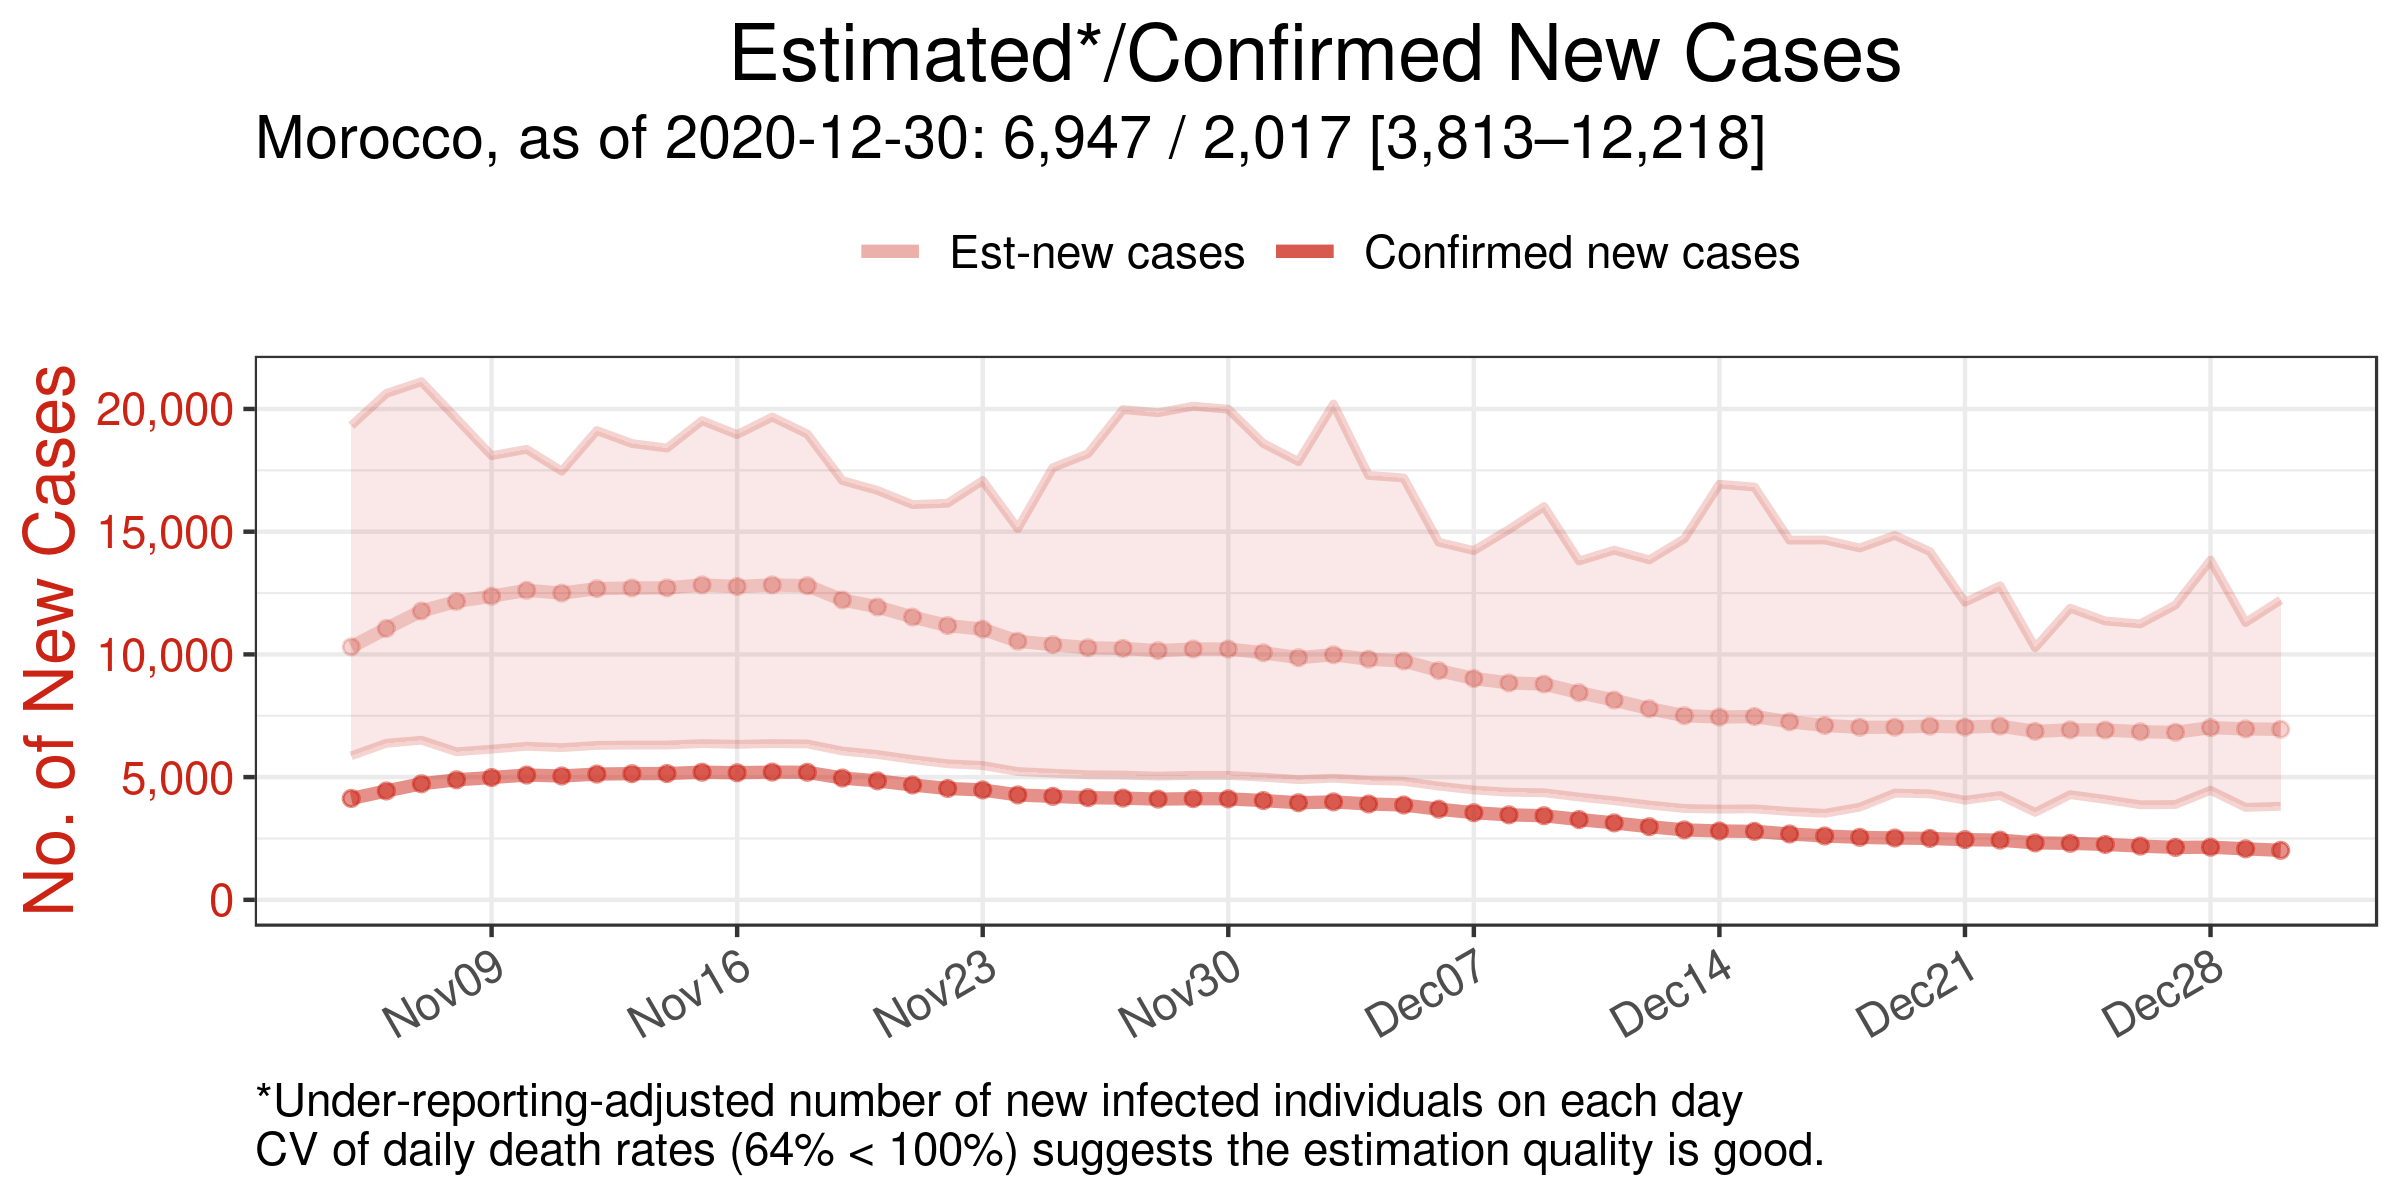 Estimated*/Confirmed New Cases
Morocco, as of 2020-12-30: 6,947 / 2,017 [3,813–12,218]
Est-new cases
Confirmed new cases
No. of New Cases
20,000
15,000
10,000
5,000
0
Nov09
Nov16
Nov23
Nov30
Dec07
Dec14
Dec21
Dec28
*Under-reporting-adjusted number of new infected individuals on each day
CV of daily death rates (64% < 100%) suggests the estimation quality is good.